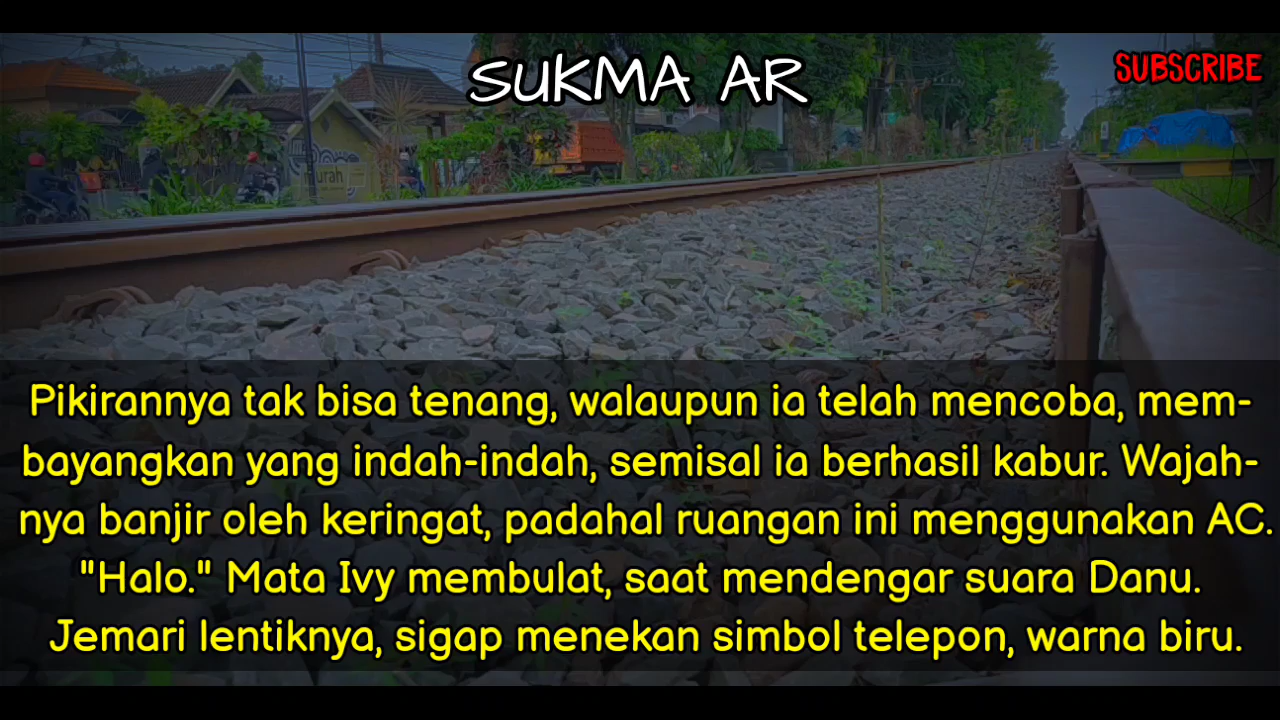 SUKMA AR
SUBSCRIBE
murah
Pikirannya tak bisa tenang, walaupun ia telah mencoba, mem-
bayangkan yang indah-indah, semisal ia berhasil kabur. Wajah-
nya banjir oleh keringat, padahal ruangan ini menggunakan AC.
"Halo." Mata Ivy membulat, saat mendengar suara Danu.
Jemari lentiknya, sigap menekan simbol telepon, warna biru.